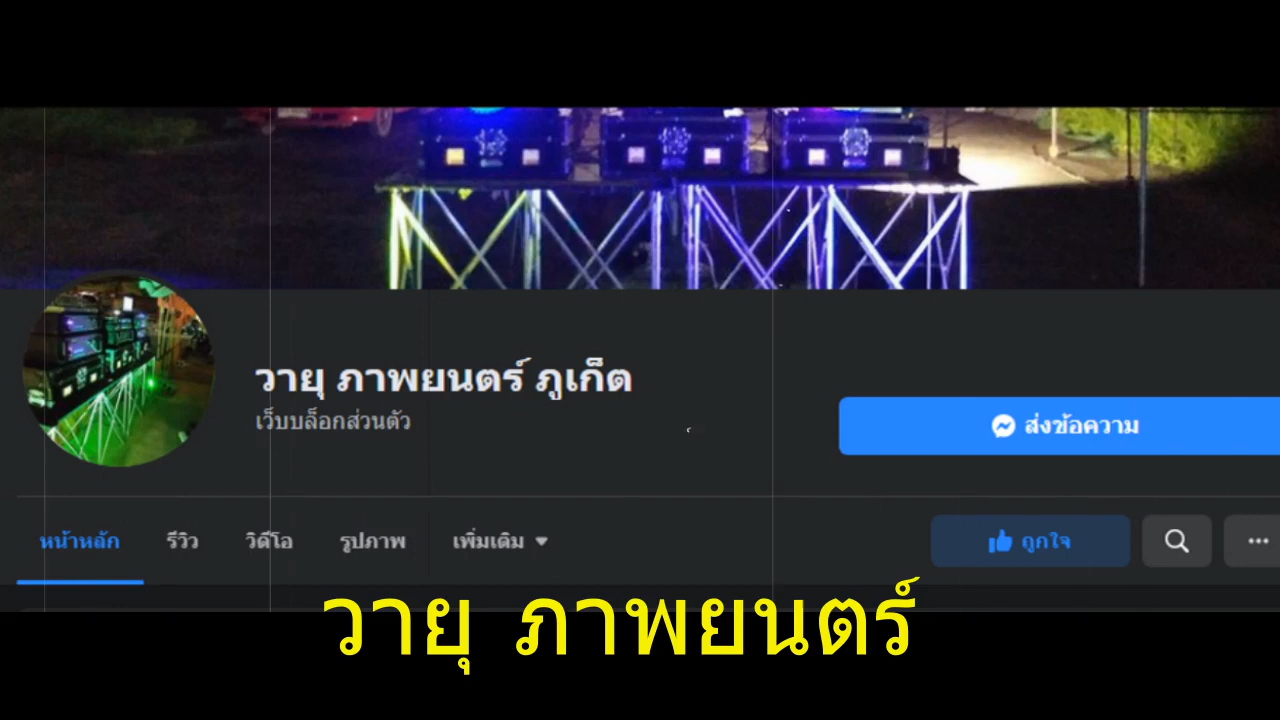 วายุ ภาพยนตร์ ภูเก็ต
เว็บบล็อกส่วนตัว
ส่งข้อความ
หน้าหลัก รีวิว วิดีโอ รูปภาพ เพิ่มเติม
ถูกใจ
วายุ ภาพยนตร์